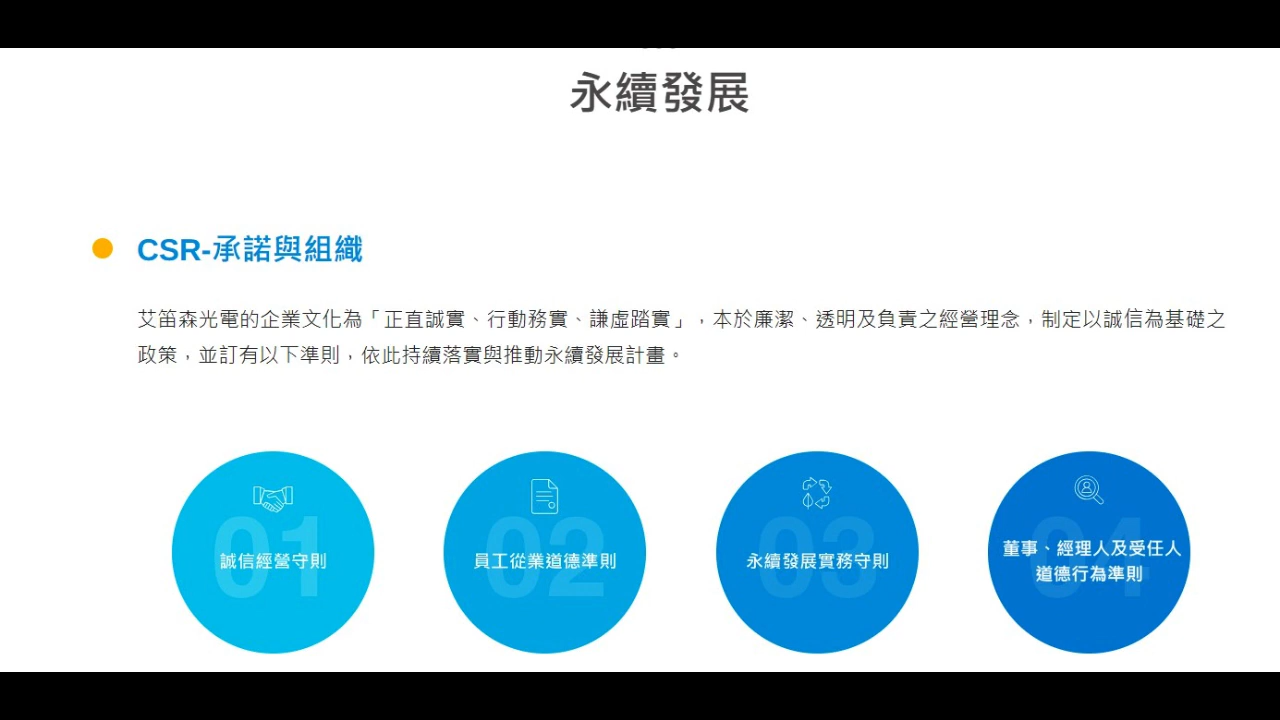 永續發展
CSR-承諾與組織
艾笛森光電的企業文化為「正直誠實、行動務實、謙虛踏實」，本於廉潔、透明及負責之經營理念，制定以誠信為基礎之
政策，並訂有以下準則，依此持續落實與推動永續發展計畫。
01
誠信經營守則
02
員工從業道德準則
03
永續發展實務守則
04
董事、經理人及受任人
道德行為準則